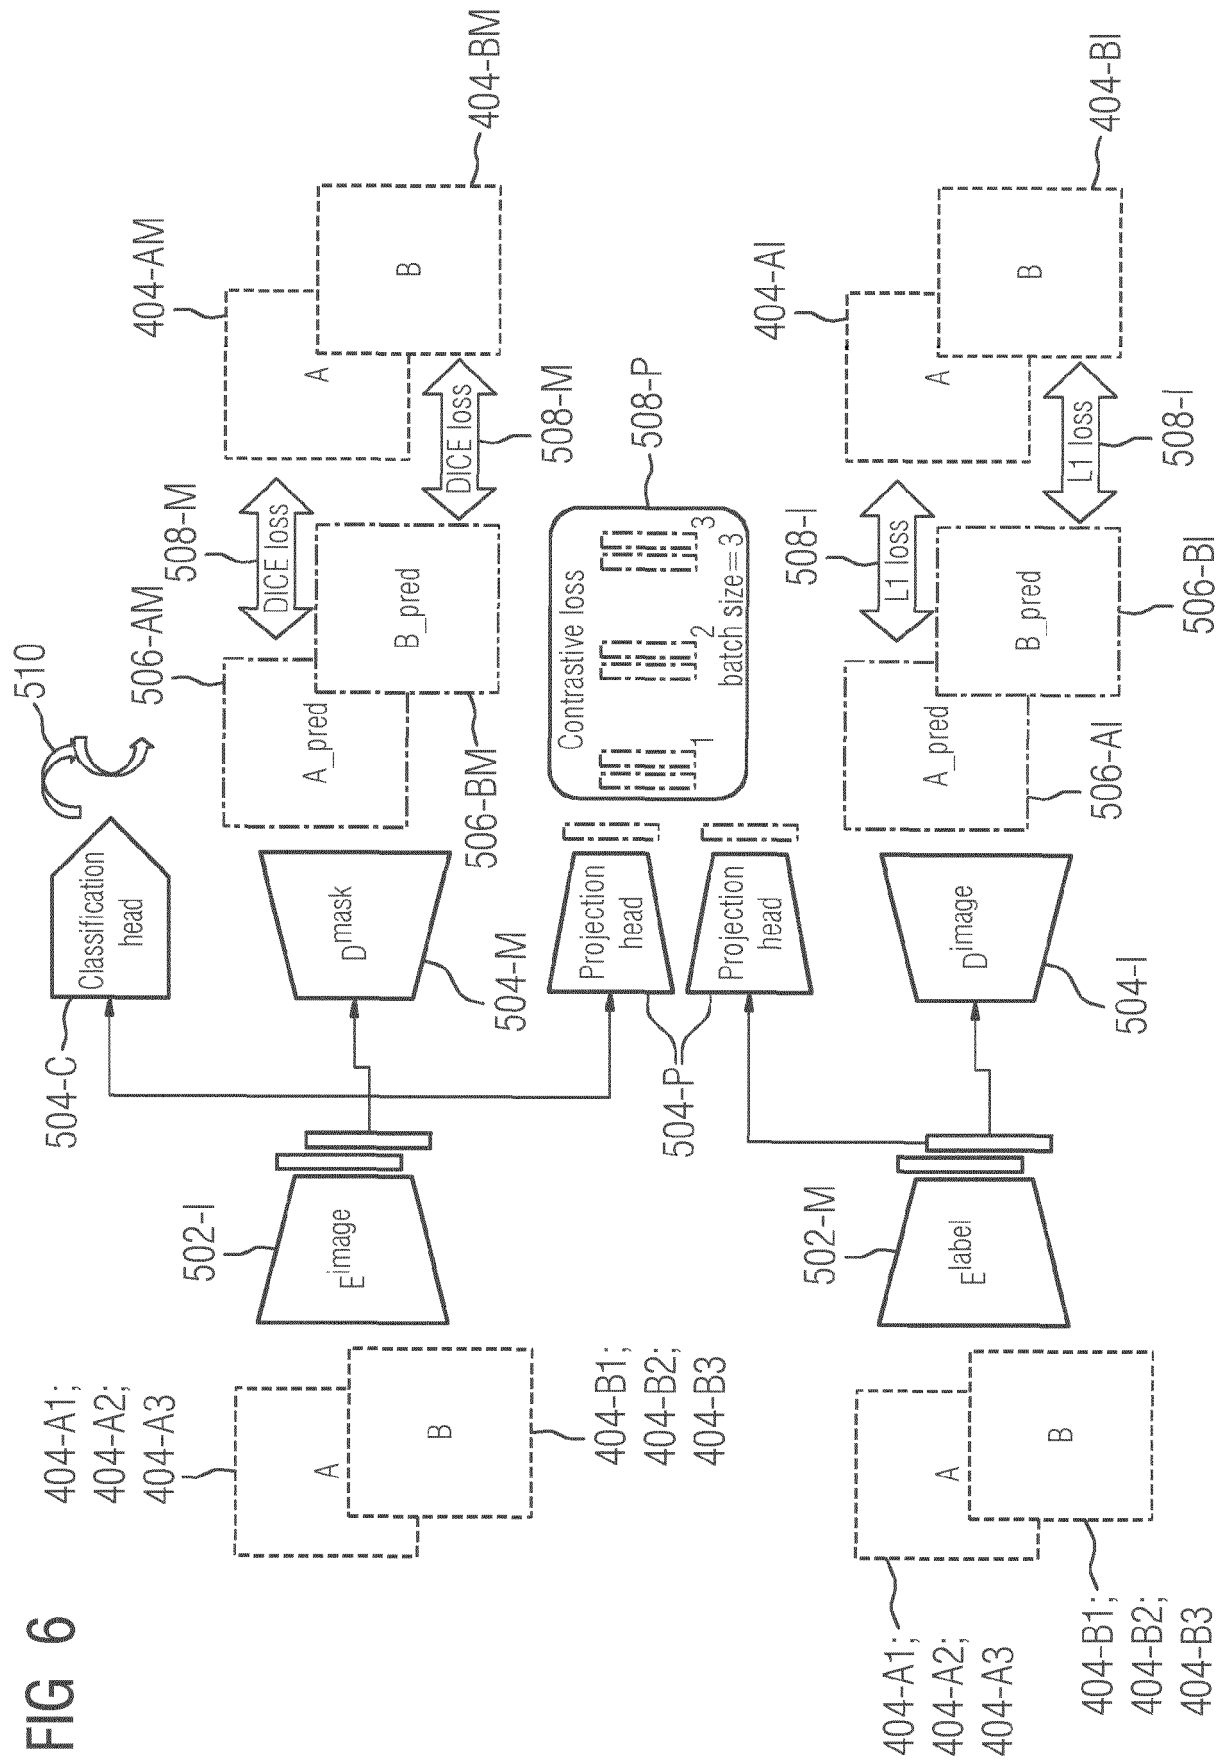 FIG 6
404-A1;
404-A2;
404-A3
A
B
404-B1;
404-B2;
404-B3
502-I
Eimage
504-C
Classification
head
510
Dmask
504-M
506-AM
A_pred
B_pred
506-BM
508-M
DICE loss
DICE loss
508-M
404-AM
A
B
404-BM
Projection
head
Projection
head
504-P
Contrastive loss
1
2
3
batch size=3
508-P
404-A1;
404-A2;
404-A3
A
B
404-B1;
404-B2;
404-B3
502-M
Elabel
Dimage
504-I
A_pred
B_pred
506-AI
506-BI
508-I
L1 loss
L1 loss
508-I
404-AI
A
B
404-BI